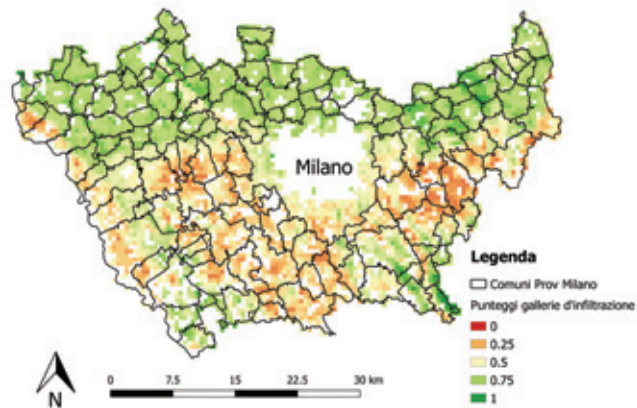 Milano
Legenda
Comuni Prov Milano
Punteggi gallerie d'infiltrazione
0
0.25
0.5
0.75
1
N
0 7.5 15 22.5 30 km